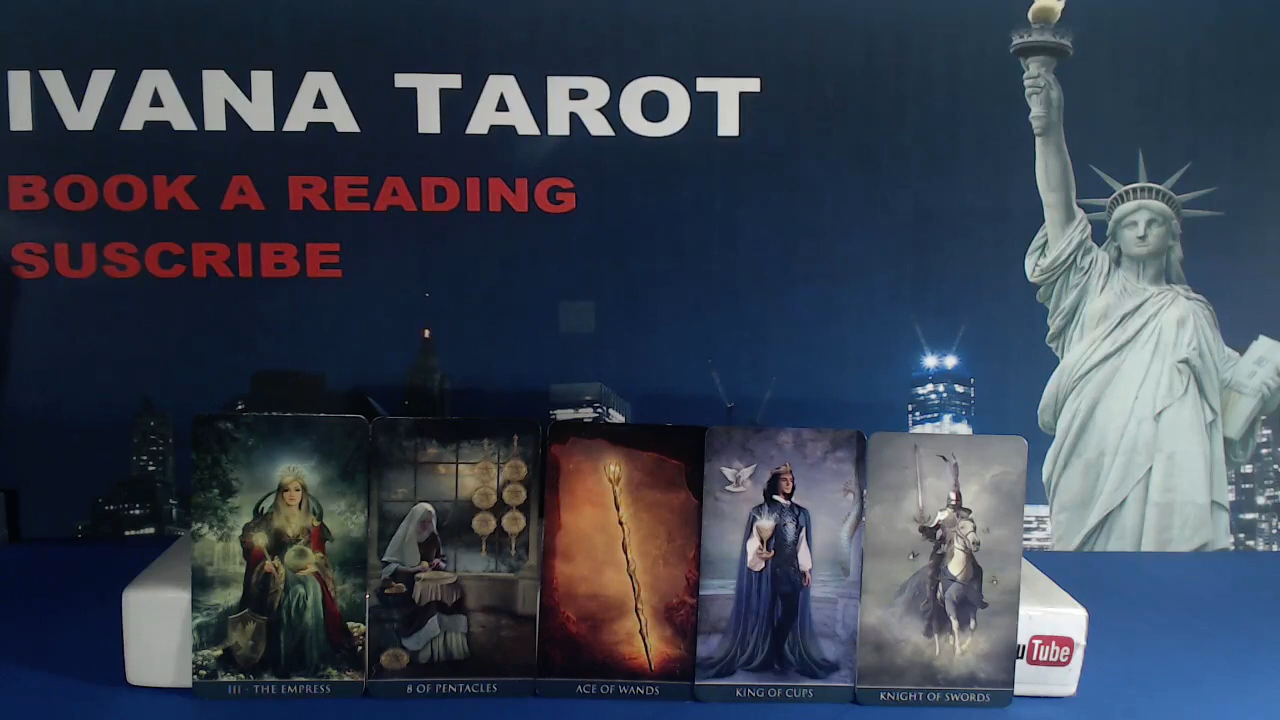 IVANA TAROT
BOOK A READING
SUSCRIBE
III - THE EMPRESS
8 OF PENTACLES
ACE OF WANDS
KING OF CUPS
KNIGHT OF SWORDS
u Tube